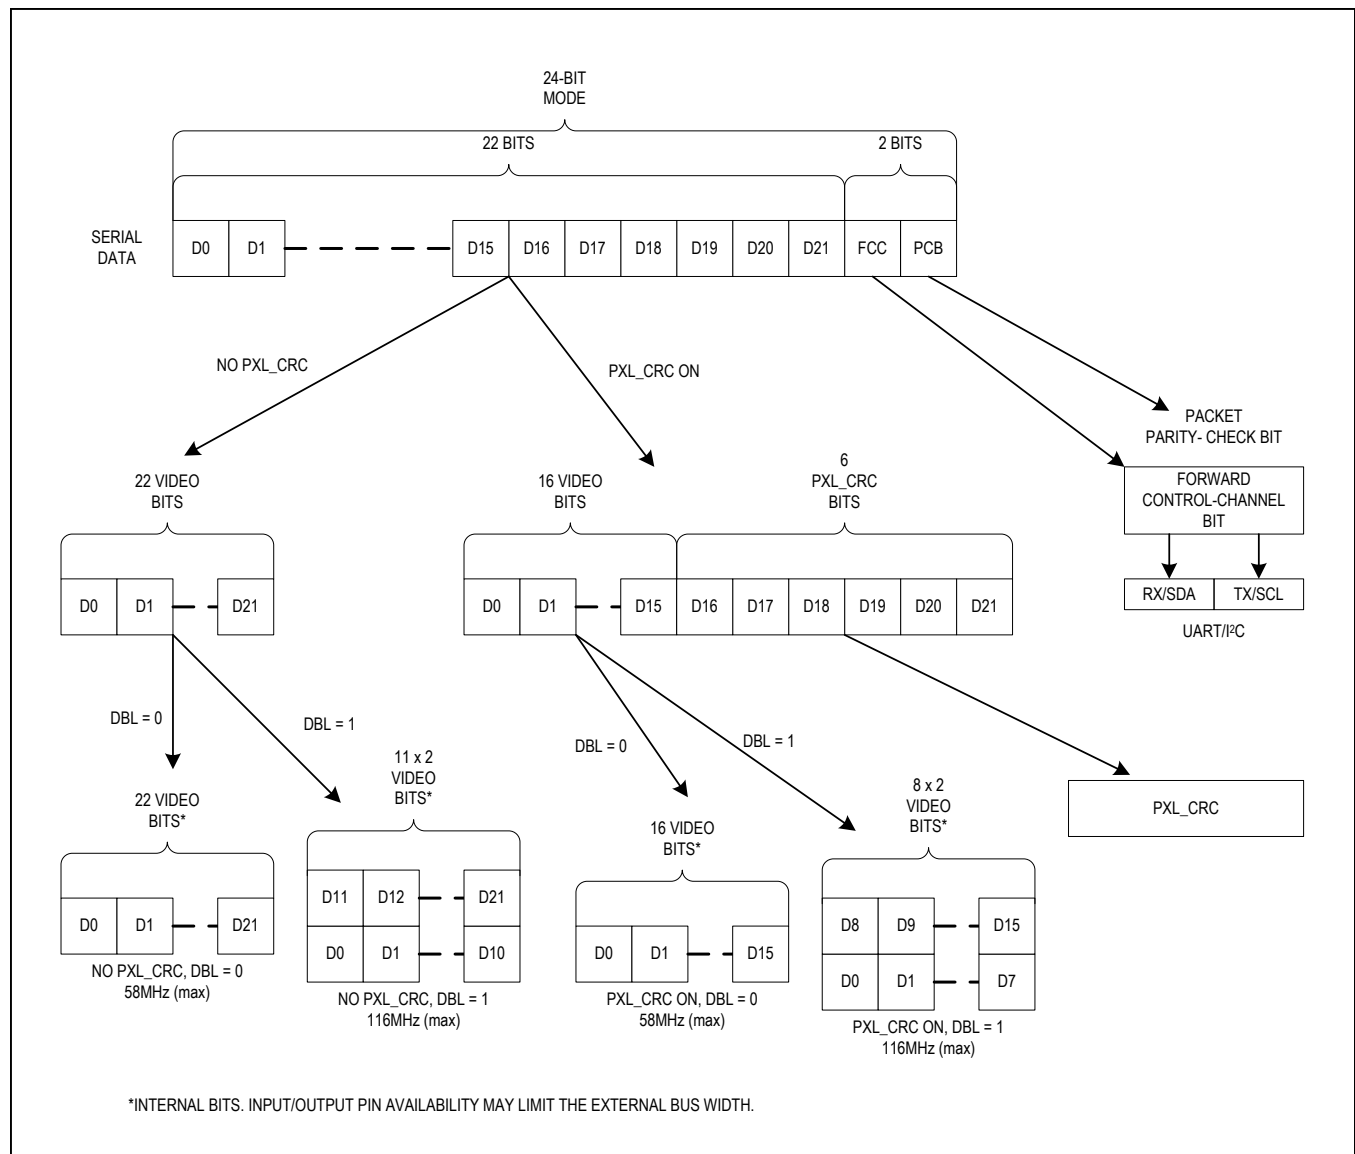 24-BIT
MODE
22 BITS
2 BITS
SERIAL
DATA
D0 D1 D15 D16 D17 D18 D19 D20 D21 FCC PCB
NO PXL_CRC
PXL_CRC ON
PACKET
PARITY- CHECK BIT
FORWARD
CONTROL-CHANNEL
BIT
RX/SDA TX/SCL
UART/I²C
22 VIDEO
BITS
16 VIDEO
BITS
6
PXL_CRC
BITS
D0 D1 D21
D0 D1 D15 D16 D17 D18 D19 D20 D21
DBL = 0
DBL = 1
DBL = 0
DBL = 1
PXL_CRC
22 VIDEO
BITS*
D0 D1 D21
NO PXL_CRC, DBL = 0
58MHz (max)
11 x 2
VIDEO
BITS*
D11 D12 D21
D0 D1 D10
NO PXL_CRC, DBL = 1
116MHz (max)
16 VIDEO
BITS*
D0 D1 D15
PXL_CRC ON, DBL = 0
58MHz (max)
8 x 2
VIDEO
BITS*
D8 D9 D15
D0 D1 D7
PXL_CRC ON, DBL = 1
116MHz (max)
*INTERNAL BITS. INPUT/OUTPUT PIN AVAILABILITY MAY LIMIT THE EXTERNAL BUS WIDTH.